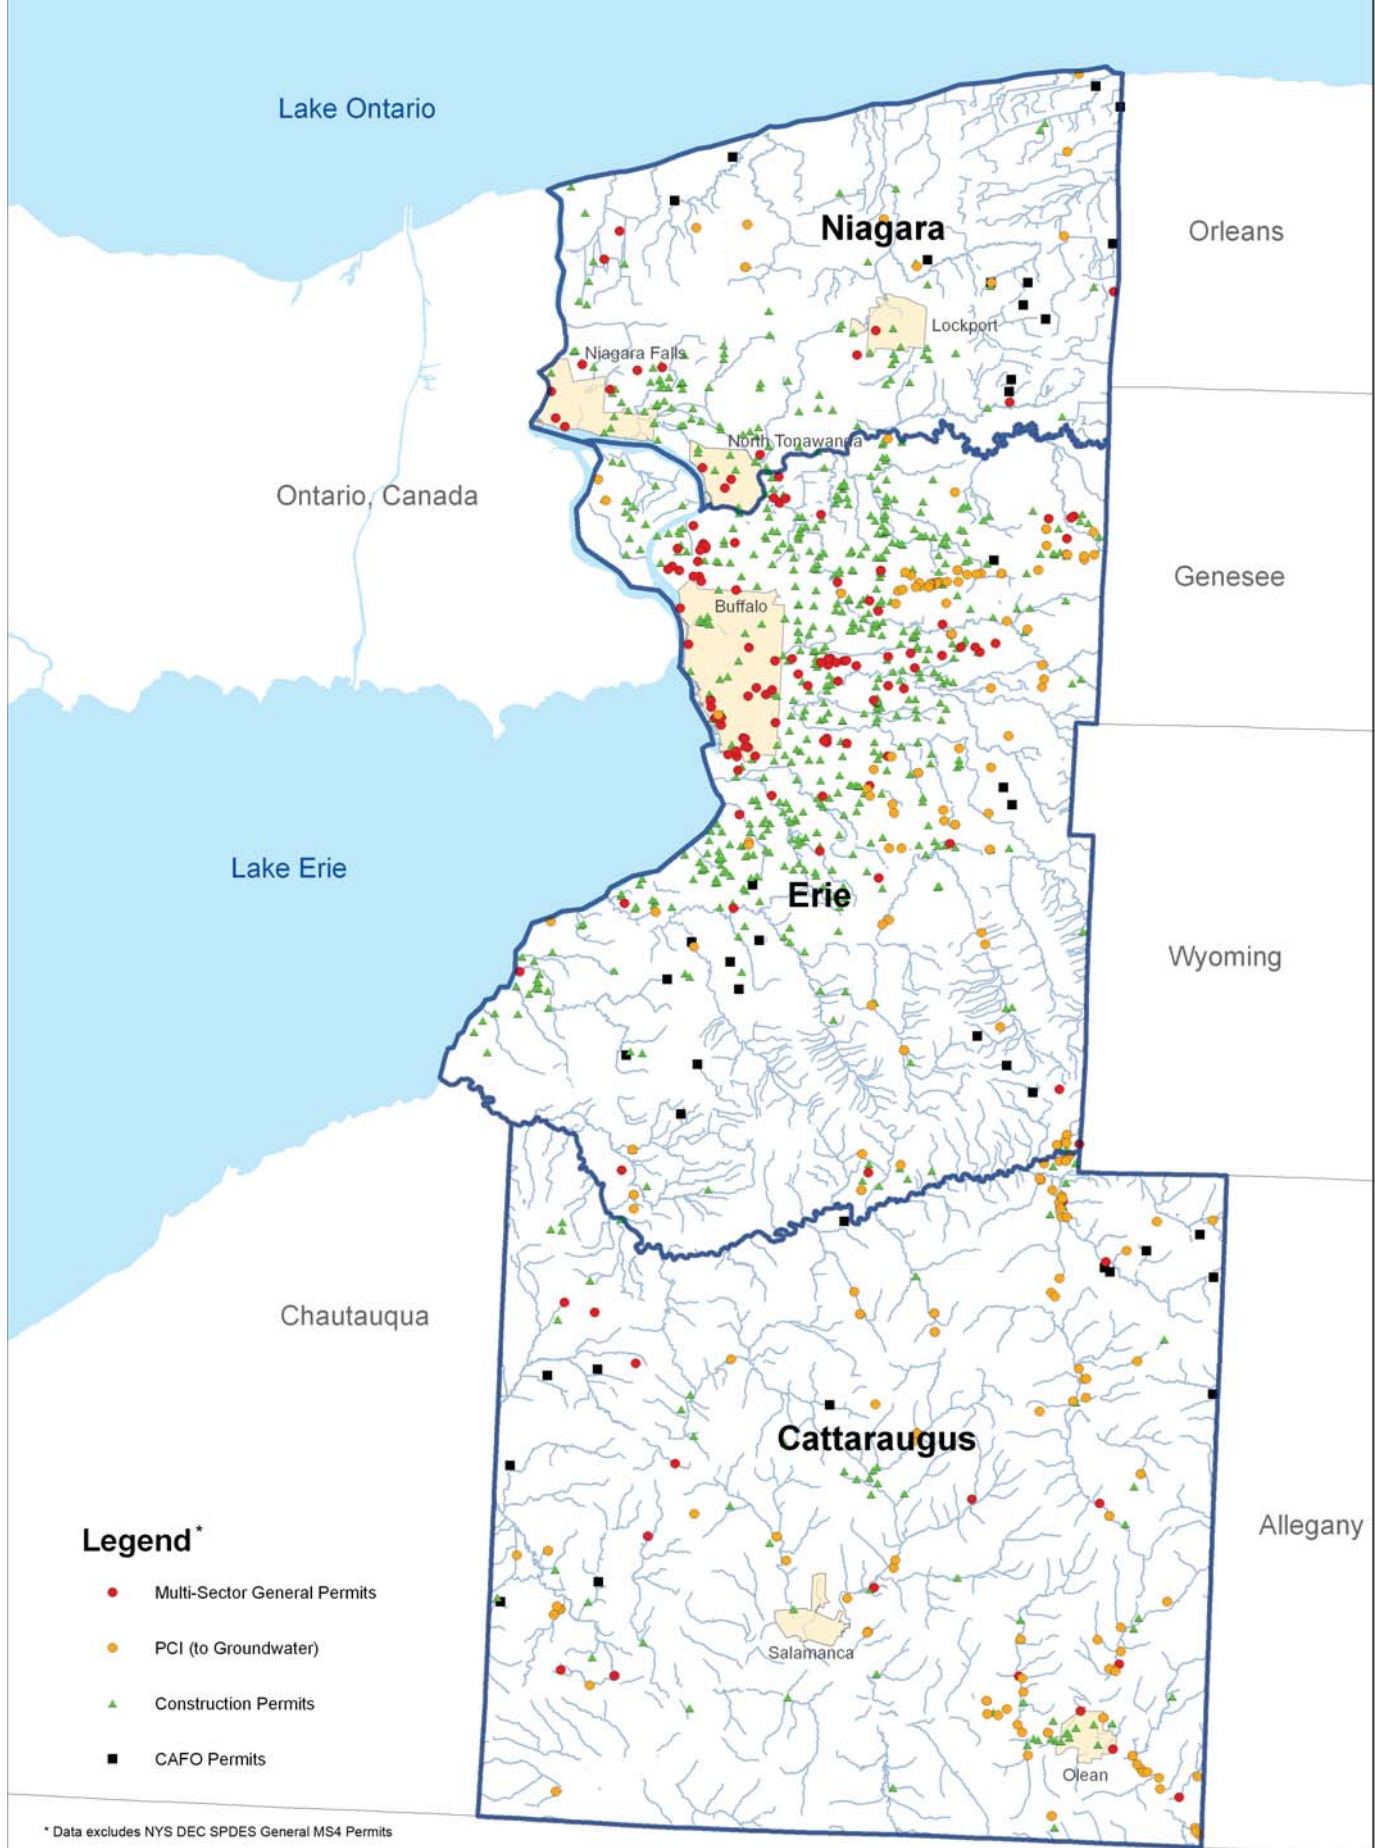 Lake Ontario
Niagara
Orleans
Lockport
Niagara Falls
North Tonawanda
Ontario, Canada
Genesee
Buffalo
Lake Erie
Erie
Wyoming
Chautauqua
Cattaraugus
Allegany
Legend*
Multi-Sector General Permits
PCI (to Groundwater)
Construction Permits
CAFO Permits
Salamanca
Olean
* Data excludes NYS DEC SPDES General MS4 Permits